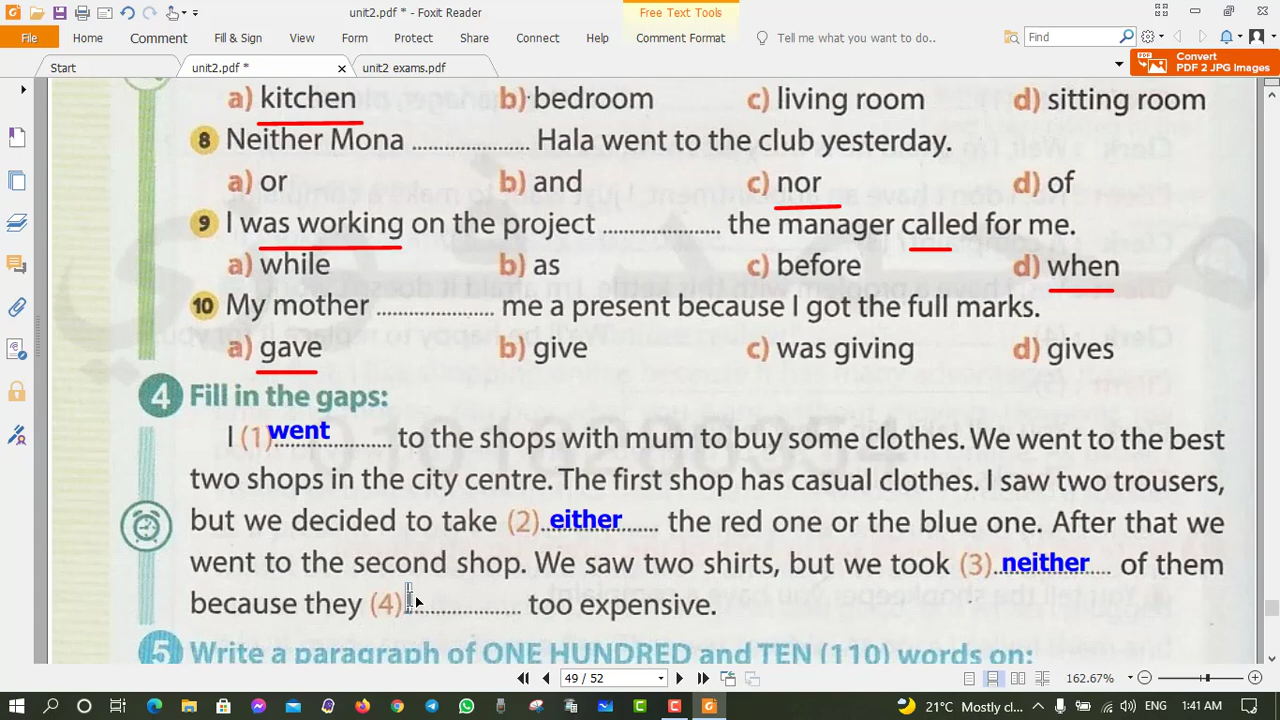 unit2.pdf * - Foxit Reader
Free Text Tools
File Home Comment Fill & Sign View Form Protect Share Connect Help Comment Format Tell me what you want to do.. Find
Start unit2.pdf * unit2 exams.pdf
Convert
PDF 2 JPG Images
a) kitchen b) bedroom c) living room d) sitting room
8 Neither Mona .................... Hala went to the club yesterday.
a) or b) and c) nor d) of
9 I was working on the project .................... the manager called for me.
a) while b) as c) before d) when
10 My mother .................... me a present because I got the full marks.
a) gave b) give c) was giving d) gives
4 Fill in the gaps:
I (1) went .................... to the shops with mum to buy some clothes. We went to the best
two shops in the city centre. The first shop has casual clothes. I saw two trousers,
but we decided to take (2) either .................... the red one or the blue one. After that we
went to the second shop. We saw two shirts, but we took (3) neither .................... of them
because they (4) .................... too expensive.
5 Write a paragraph of ONE HUNDRED and TEN (110) words on:
49 / 52
162.67%
21°C Mostly cl... 1:41 AM